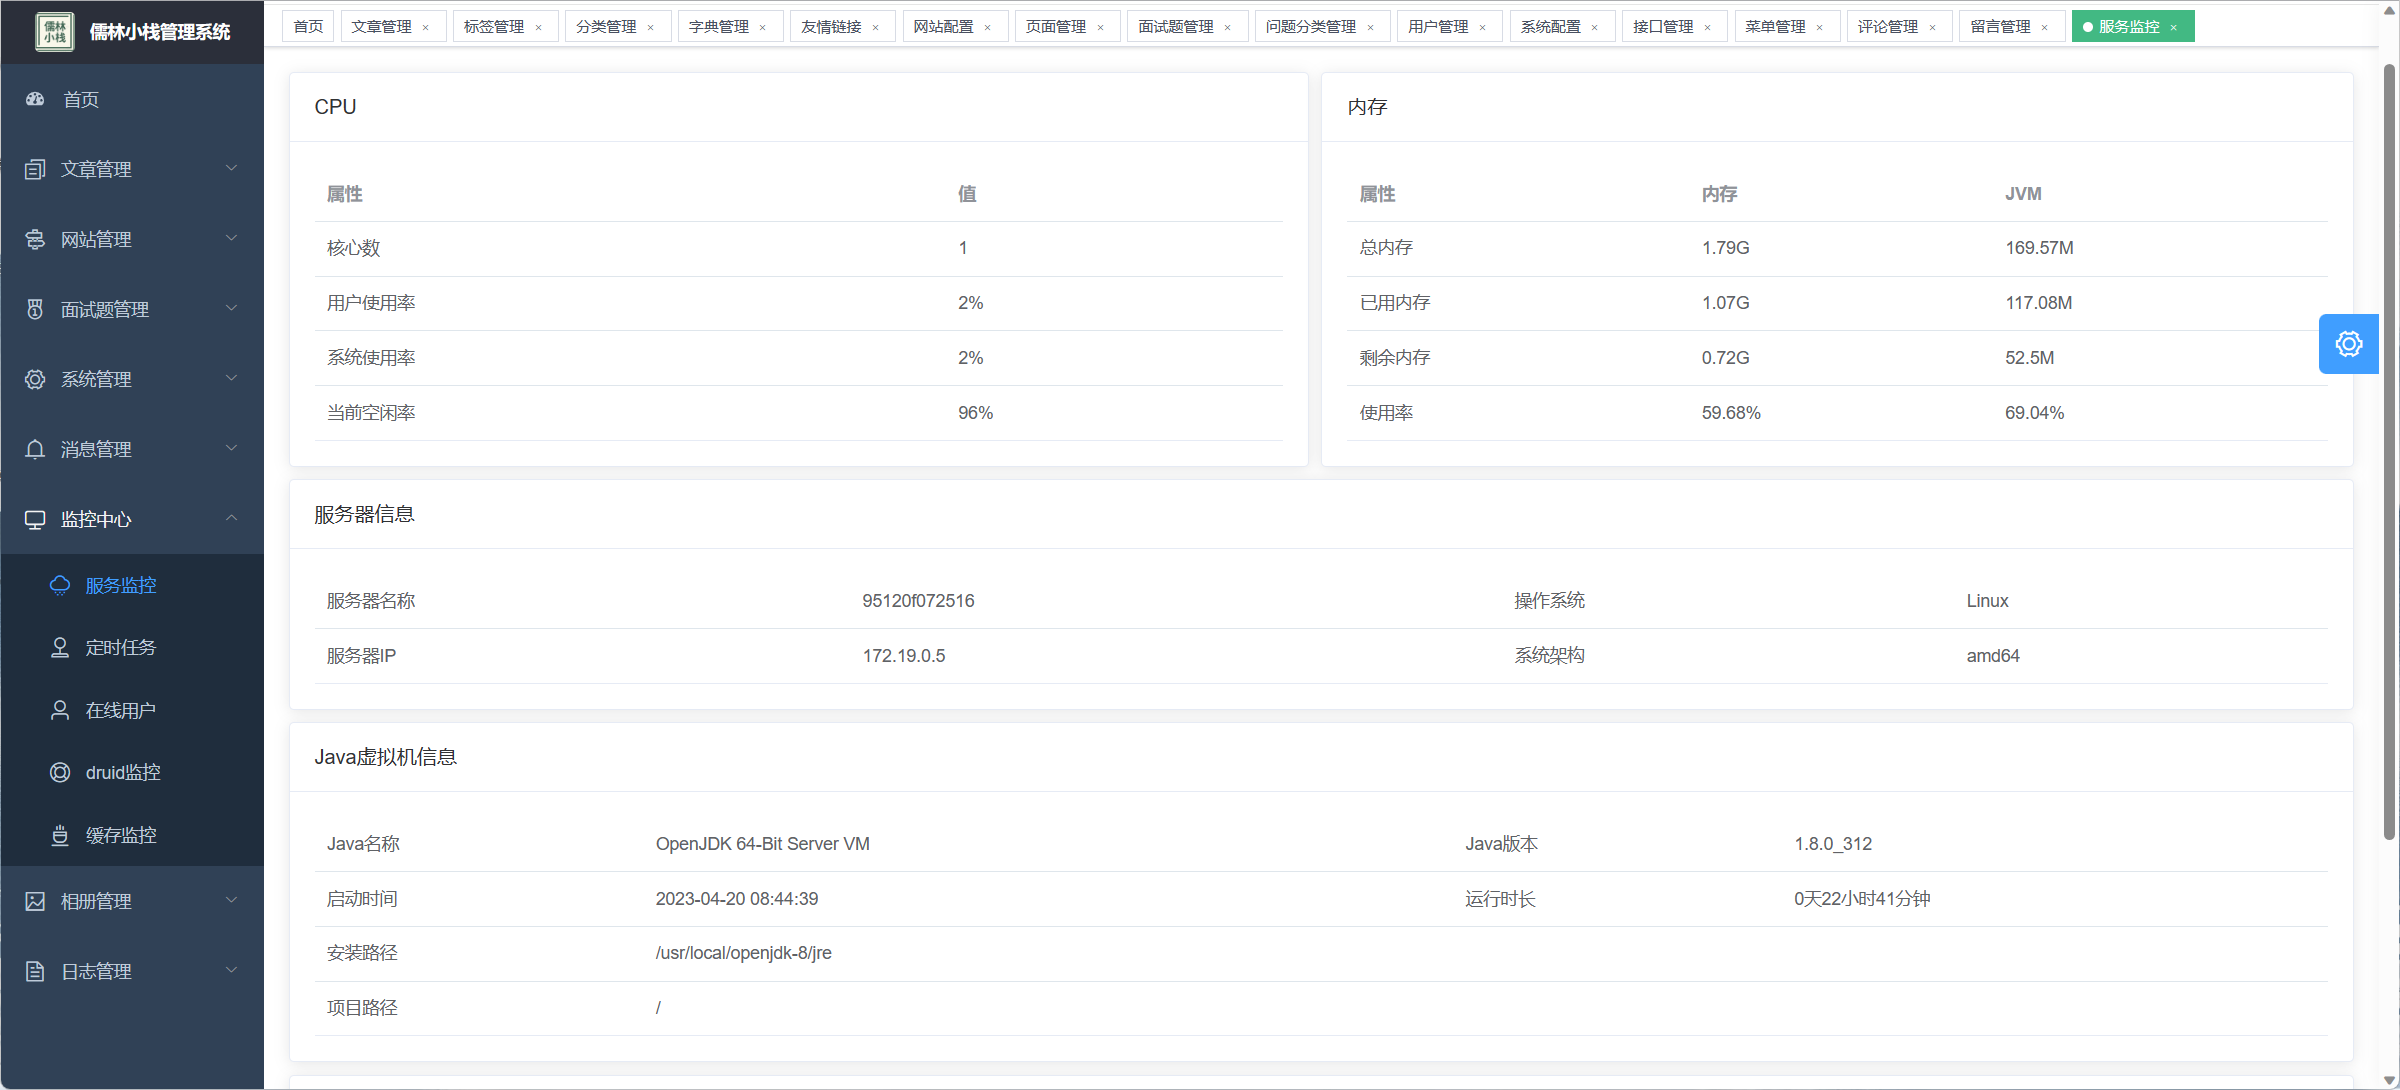 儒林小栈
儒林小栈管理系统
首页 文章管理 × 标签管理 × 分类管理 × 字典管理 × 友情链接 × 网站配置 × 页面管理 × 面试题管理 × 问题分类管理 × 用户管理 × 系统配置 × 接口管理 × 菜单管理 × 评论管理 × 留言管理 × 服务监控 ×
首页
文章管理
网站管理
面试题管理
系统管理
消息管理
监控中心
服务监控
定时任务
在线用户
druid监控
缓存监控
相册管理
日志管理
CPU
属性 值
核心数 1
用户使用率 2%
系统使用率 2%
当前空闲率 96%
内存
属性 内存 JVM
总内存 1.79G 169.57M
已用内存 1.07G 117.08M
剩余内存 0.72G 52.5M
使用率 59.68% 69.04%
服务器信息
服务器名称 95120f072516 操作系统 Linux
服务器IP 172.19.0.5 系统架构 amd64
Java虚拟机信息
Java名称 OpenJDK 64-Bit Server VM Java版本 1.8.0_312
启动时间 2023-04-20 08:44:39 运行时长 0天22小时41分钟
安装路径 /usr/local/openjdk-8/jre
项目路径 /